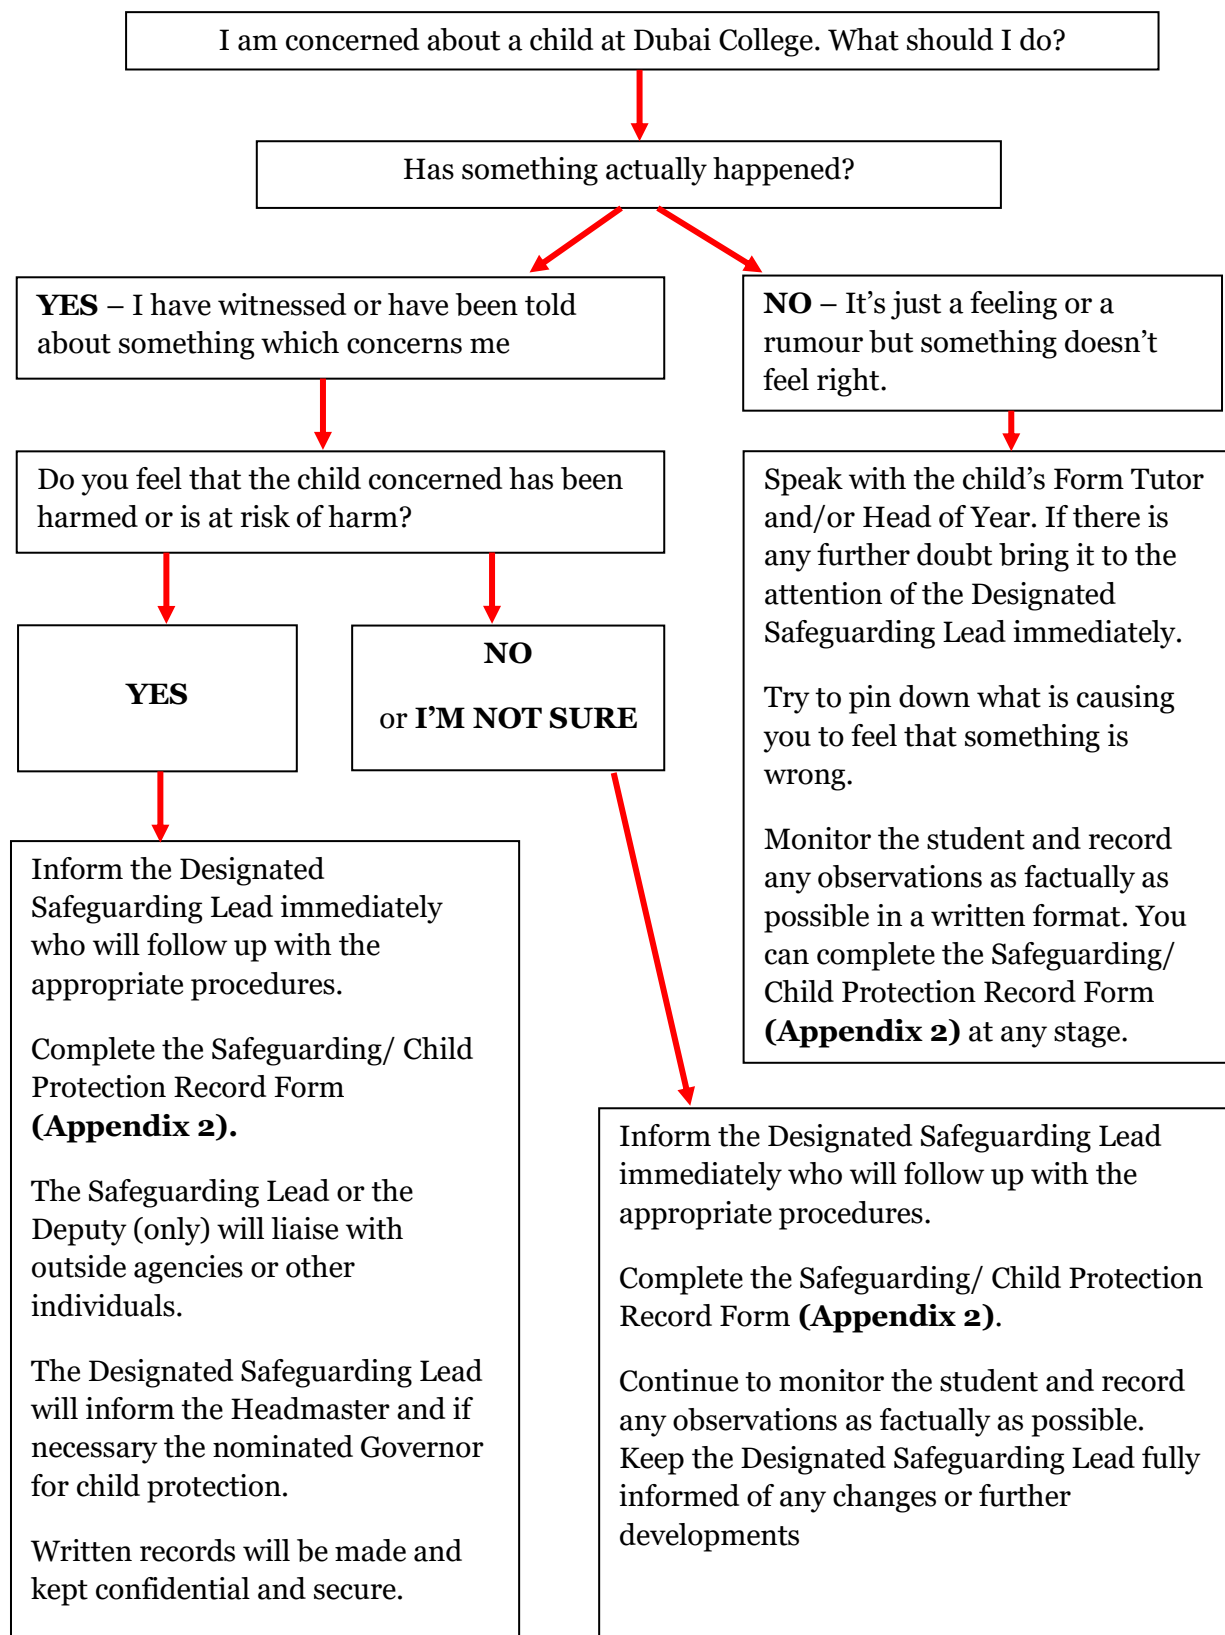 I am concerned about a child at Dubai College. What should I do?
Has something actually happened?
YES – I have witnessed or have been told
about something which concerns me
NO – It’s just a feeling or a
rumour but something doesn’t
feel right.
Do you feel that the child concerned has been
harmed or is at risk of harm?
YES
NO
or I’M NOT SURE
Speak with the child’s Form Tutor
and/or Head of Year. If there is
any further doubt bring it to the
attention of the Designated
Safeguarding Lead immediately.
Try to pin down what is causing
you to feel that something is
wrong.
Monitor the student and record
any observations as factually as
possible in a written format. You
can complete the Safeguarding/
Child Protection Record Form
(Appendix 2) at any stage.
Inform the Designated
Safeguarding Lead immediately
who will follow up with the
appropriate procedures.
Complete the Safeguarding/ Child
Protection Record Form
(Appendix 2).
The Safeguarding Lead or the
Deputy (only) will liaise with
outside agencies or other
individuals.
The Designated Safeguarding Lead
will inform the Headmaster and if
necessary the nominated Governor
for child protection.
Written records will be made and
kept confidential and secure.
Inform the Designated Safeguarding Lead
immediately who will follow up with the
appropriate procedures.
Complete the Safeguarding/ Child Protection
Record Form (Appendix 2).
Continue to monitor the student and record
any observations as factually as possible.
Keep the Designated Safeguarding Lead fully
informed of any changes or further
developments